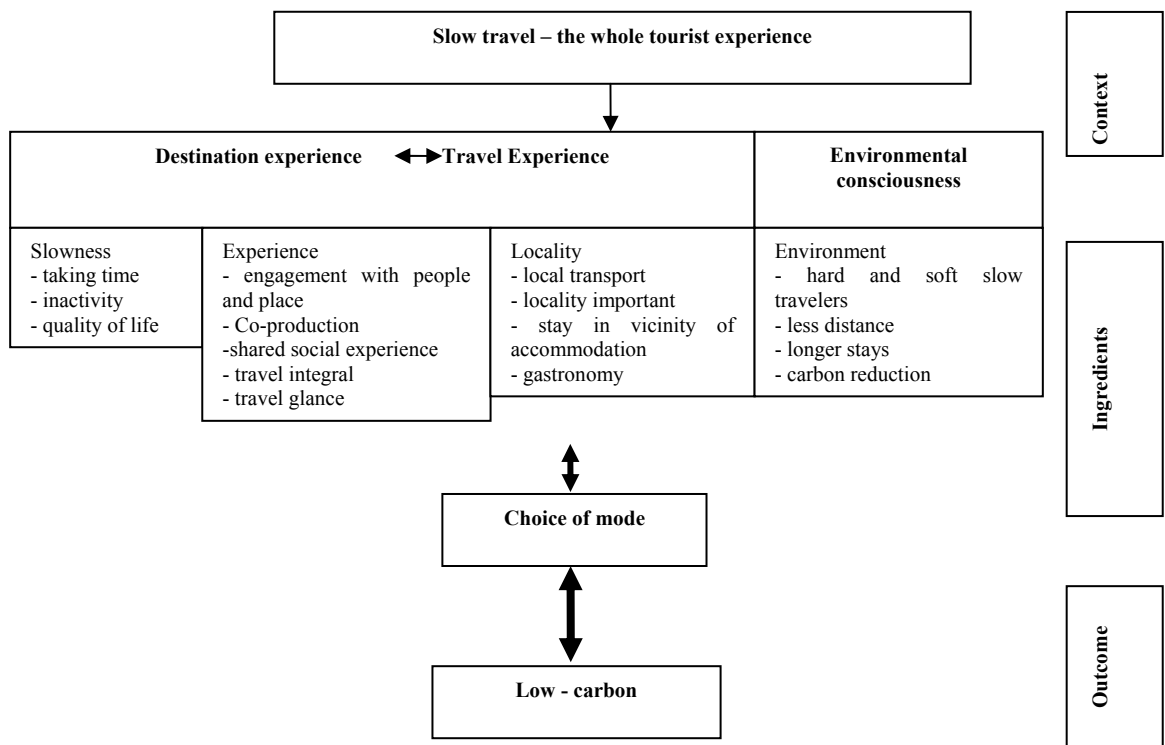 Slow travel – the whole tourist experience
Context
Destination experience
Travel Experience
Environmental
consciousness
Slowness
- taking time
- inactivity
- quality of life
Experience
- engagement with people
and place
- Co-production
-shared social experience
- travel integral
- travel glance
Locality
- local transport
- locality important
- stay in vicinity of
accommodation
- gastronomy
Environment
- hard and soft slow
travelers
- less distance
- longer stays
- carbon reduction
Ingredients
Choice of mode
Low - carbon
Outcome